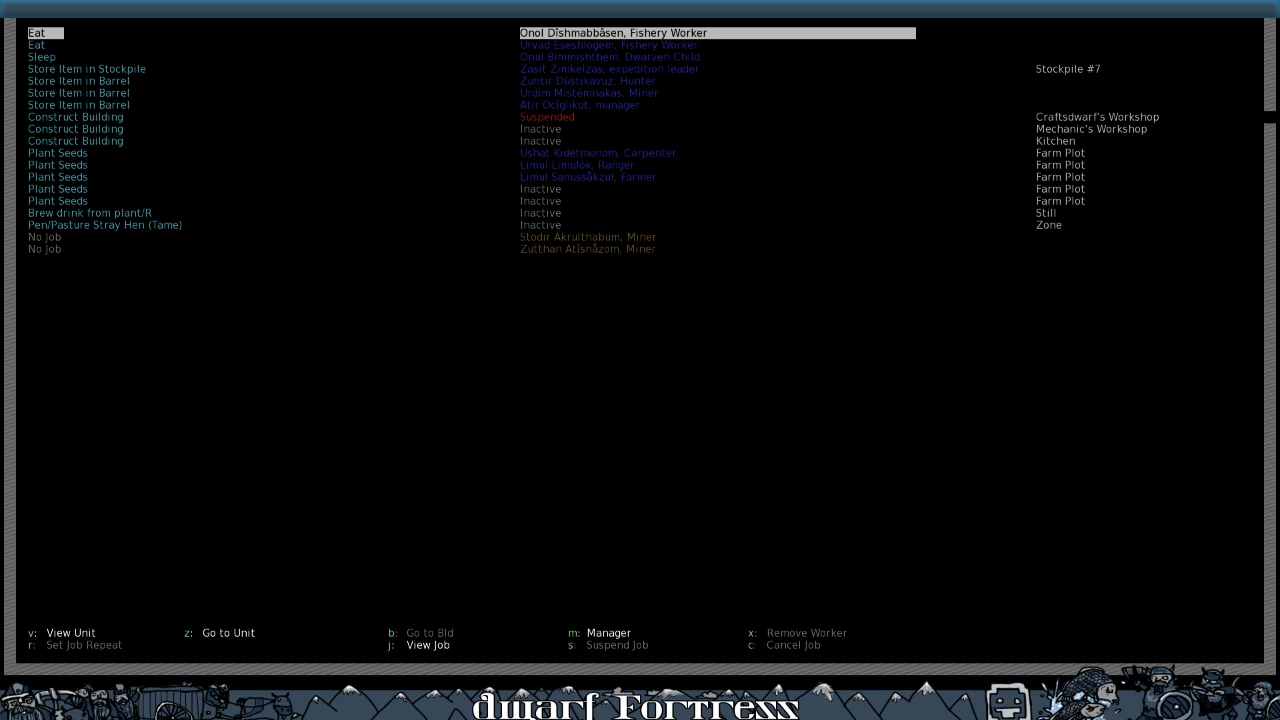 Eat Onol Dîshmabbâsen, Fishery Worker
Eat Urvad Eseshlogem, Fishery Worker
Sleep Onul Bimmishthem, Dwarven Child
Store Item in Stockpile Zasit Zimkelzas, expedition leader Stockpile #7
Store Item in Barrel Zuntîr Dùstikavuz, Hunter
Store Item in Barrel Urdim Mistêmnakas, Miner
Store Item in Barrel Atir Ocîglikot, manager
Construct Building Suspended Craftsdwarf's Workshop
Construct Building Inactive Mechanic's Workshop
Construct Building Inactive Kitchen
Plant Seeds Ushat Kidetmonom, Carpenter Farm Plot
Plant Seeds Limul Limulók, Ranger Farm Plot
Plant Seeds Limul Sanussåkzul, Farmer Farm Plot
Plant Seeds Inactive Farm Plot
Plant Seeds Inactive Farm Plot
Brew drink from plant/R Inactive Still
Pen/Pasture Stray Hen (Tame) Inactive Zone
No Job Stodir Akrulthabum, Miner
No Job Zutthan Atîsnåzom, Miner
v: View Unit z: Go to Unit b: Go to Bld m: Manager x: Remove Worker
r: Set Job Repeat j: View Job s: Suspend Job c: Cancel Job
dwarf Fortress